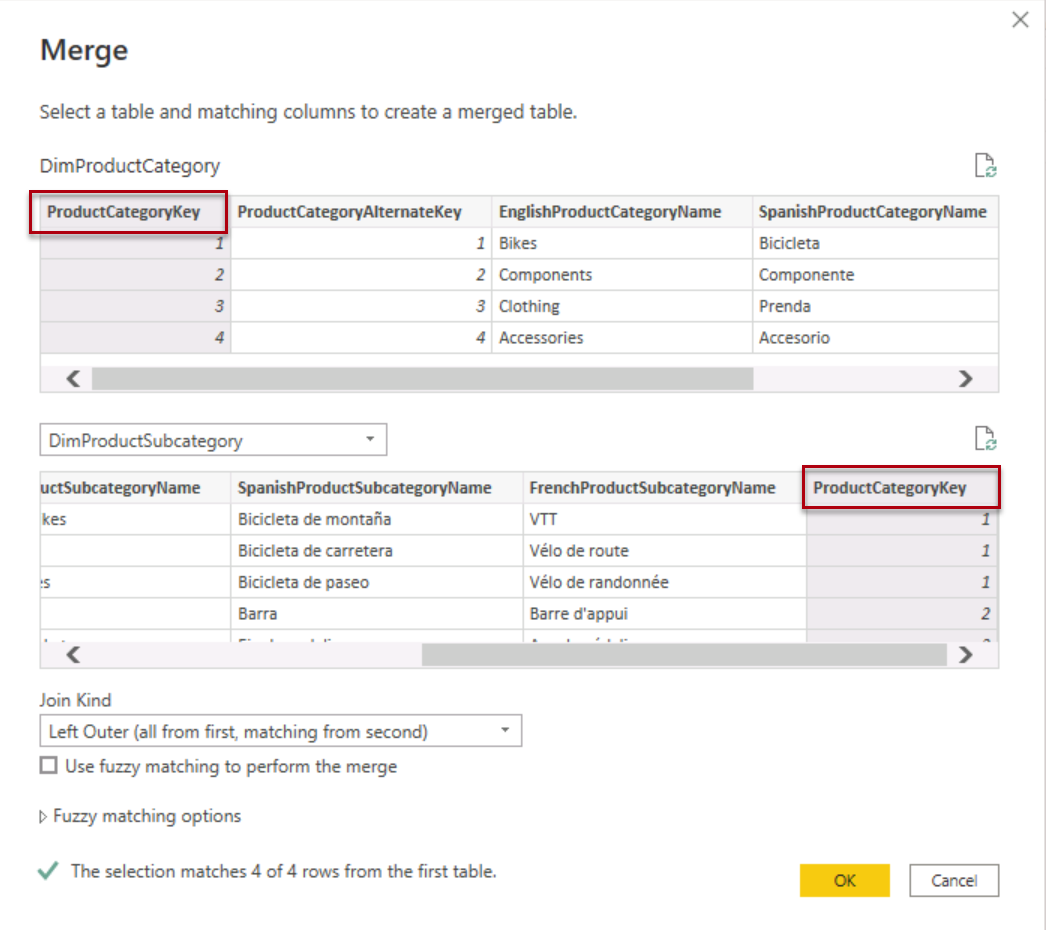 Merge
Select a table and matching columns to create a merged table.
DimProductCategory
ProductCategoryKey ProductCategoryAlternateKey EnglishProductCategoryName SpanishProductCategoryName
1 1 Bikes Bicicleta
2 2 Components Componente
3 3 Clothing Prenda
4 4 Accessories Accesorio
DimProductSubcategory
uctSubcategoryName SpanishProductSubcategoryName FrenchProductSubcategoryName ProductCategoryKey
kes Bicicleta de montaña VTT 1
Bicicleta de carretera Vélo de route 1
es Bicicleta de paseo Vélo de randonnée 1
Barra Barre d'appui 2
Join Kind
Left Outer (all from first, matching from second)
Use fuzzy matching to perform the merge
Fuzzy matching options
The selection matches 4 of 4 rows from the first table.
OK Cancel